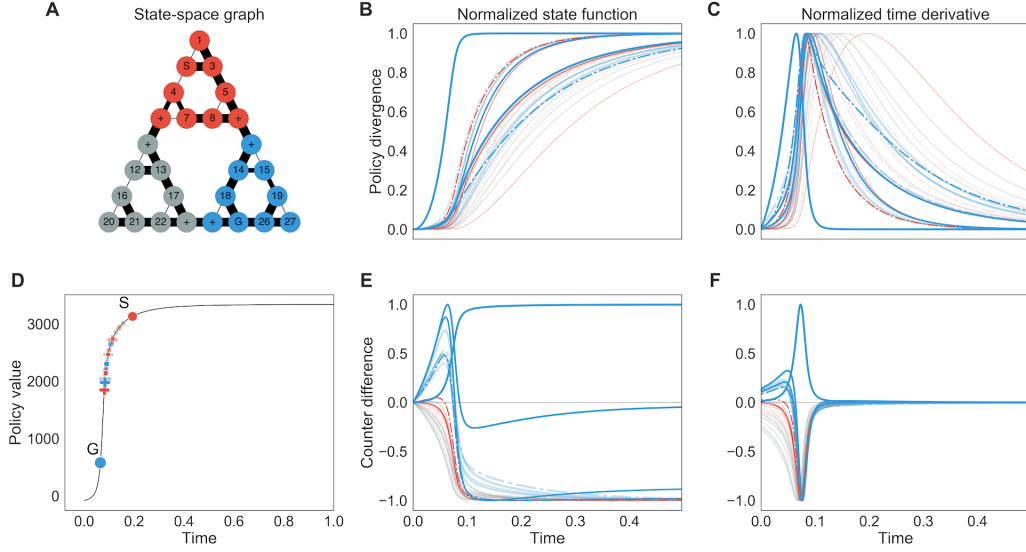 A
State-space graph
1
S
3
4
5
+
7
8
+
+
+
12
13
14
15
16
17
18
19
20
21
22
+
+
G
26
27
B
Normalized state function
Policy divergence
1.0
0.8
0.6
0.4
0.2
0.0
C
Normalized time derivative
1.0
0.8
0.6
0.4
0.2
0.0
D
Policy value
3000
2000
1000
0
S
G
0.0 0.2 0.4 0.6 0.8 1.0
Time
E
Counter difference
1.0
0.5
0.0
−0.5
−1.0
0.0 0.1 0.2 0.3 0.4
Time
F
1.0
0.5
0.0
−0.5
−1.0
0.0 0.1 0.2 0.3 0.4
Time